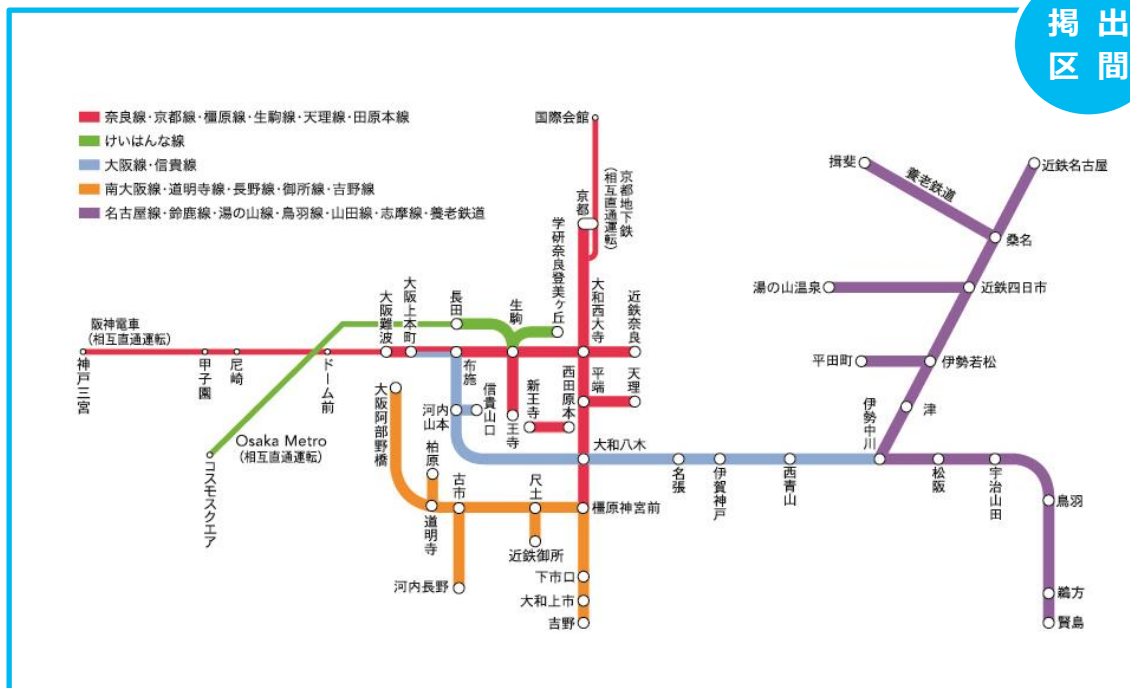 掲 出
区 間
奈良線・京都線・橿原線・生駒線・天理線・田原本線
けいはんな線
大阪線・信貴線
南大阪線・道明寺線・長野線・御所線・吉野線
名古屋線・鈴鹿線・湯の山線・鳥羽線・山田線・志摩線・養老鉄道
国際会館
京都地下鉄
(相互直通運転)
京都
学研奈良登美ヶ丘
揖斐
養老鉄道
近鉄名古屋
桑名
湯の山温泉
近鉄四日市
平田町
伊勢若松
津
伊勢中川
阪神電車
(相互直通運転)
神戸三宮
甲子園
尼崎
ドーム前
大阪難波
大阪上本町
長田
生駒
大和西大寺
近鉄奈良
布施
河内
山本
信貴山口
新王寺
王寺
西田原本
平端
天理
Osaka Metro
(相互直通運転)
コスモスクエア
大阪阿部野橋
柏原
道明寺
古市
尺土
大和八木
名張
伊賀神戸
西青山
松阪
宇治山田
鳥羽
橿原神宮前
近鉄御所
河内長野
下市口
大和上市
吉野
鵜方
賢島